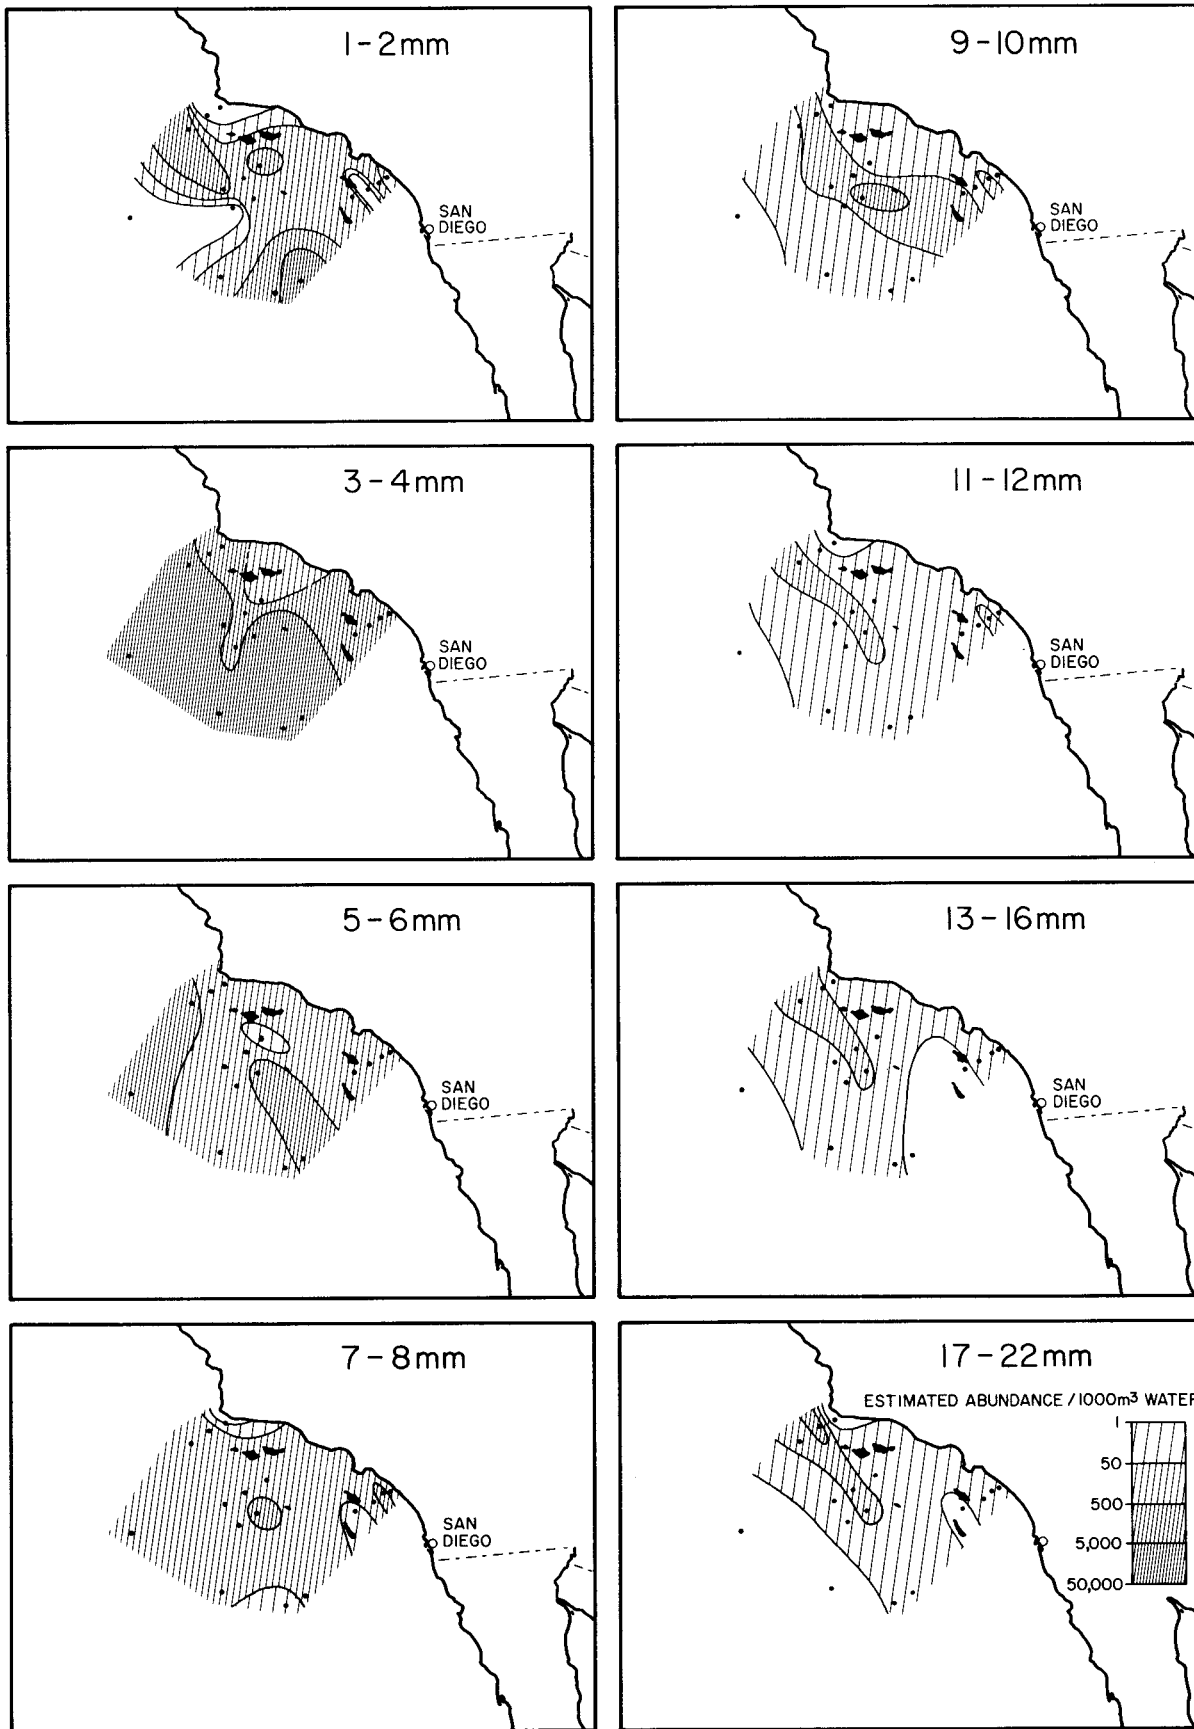 1-2mm
SAN
DIEGO
9-10mm
SAN
DIEGO
3-4mm
SAN
DIEGO
11-12mm
SAN
DIEGO
5-6mm
SAN
DIEGO
13-16mm
SAN
DIEGO
7-8mm
SAN
DIEGO
17-22mm
ESTIMATED ABUNDANCE / 1000m³ WATER
1
50
500
5,000
50,000